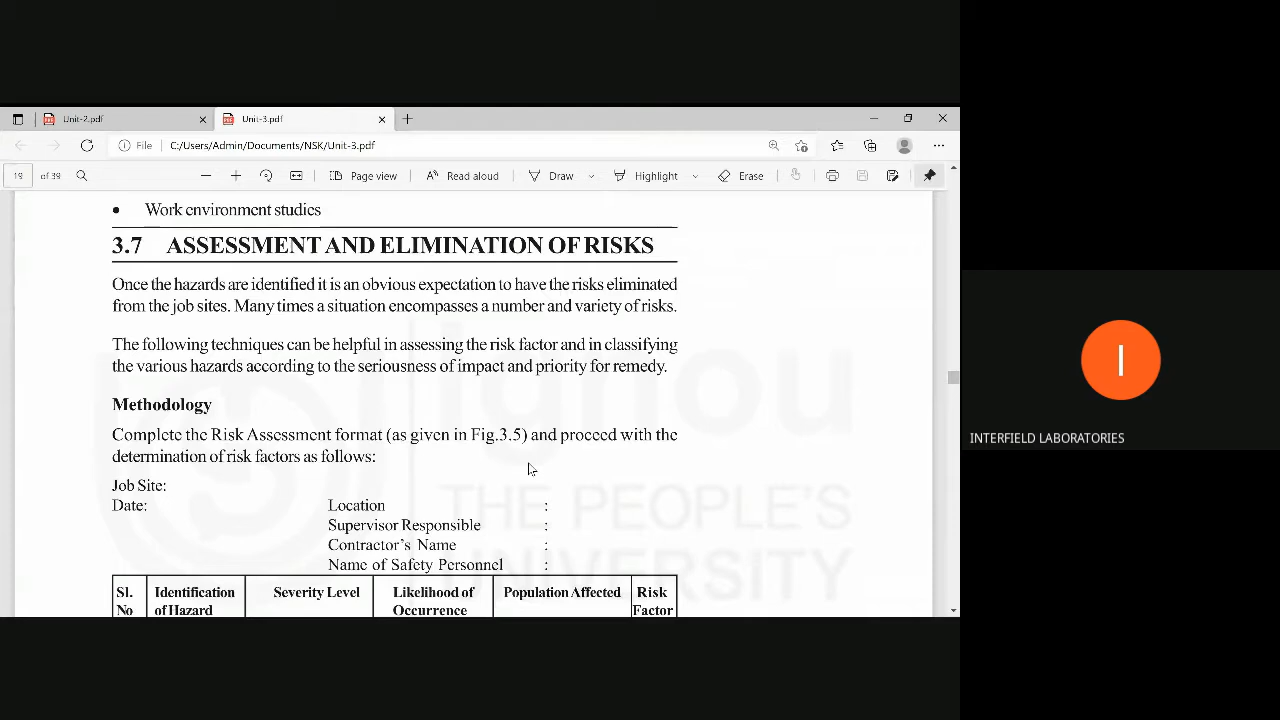 Unit-2.pdf
Unit-3.pdf
File C:/Users/Admin/Documents/NSK/Unit-3.pdf
19 of 39 Page view Read aloud Draw Highlight Erase
• Work environment studies
3.7 ASSESSMENT AND ELIMINATION OF RISKS
Once the hazards are identified it is an obvious expectation to have the risks eliminated
from the job sites. Many times a situation encompasses a number and variety of risks.
The following techniques can be helpful in assessing the risk factor and in classifying
the various hazards according to the seriousness of impact and priority for remedy.
Methodology
Complete the Risk Assessment format (as given in Fig.3.5) and proceed with the
determination of risk factors as follows:
Job Site:
Date: Location :
Supervisor Responsible :
Contractor's Name :
Name of Safety Personnel :
Sl. Identification Severity Level Likelihood of Population Affected Risk
No of Hazard Occurrence Factor
ignou
THE PEOPLE'S
UNIVERSITY
I
INTERFIELD LABORATORIES